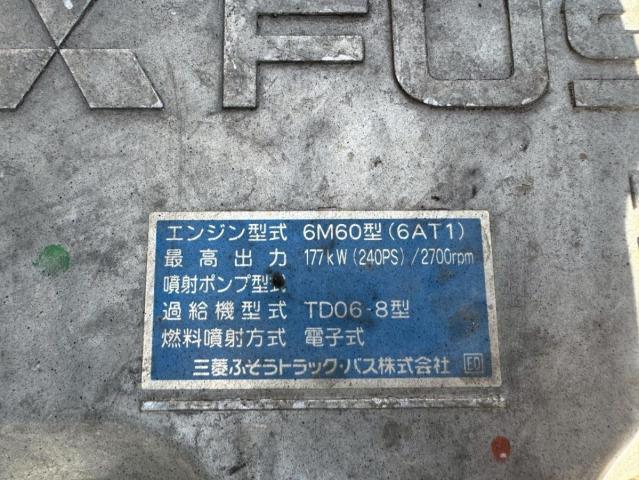 FUS
エンジン型式 6M60型(6AT1)
最高出力 177kW(240PS)/2700rpm
噴射ポンプ型式
過給機型式 TD06-8型
燃料噴射方式 電子式
三菱ふそうトラック・バス株式会社 EO